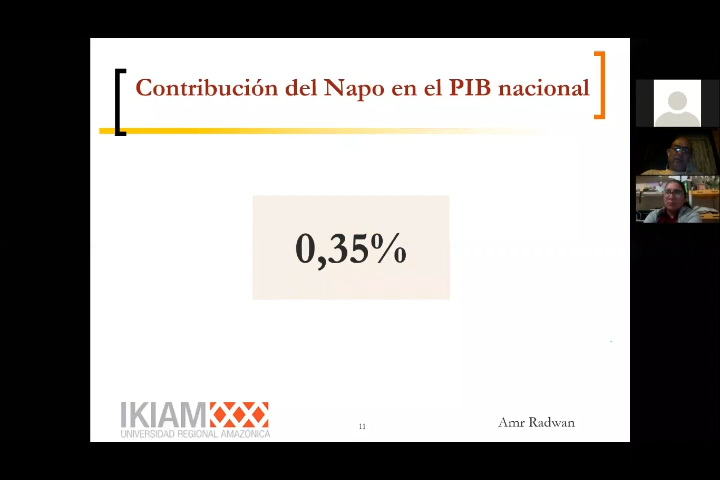 Contribución del Napo en el PIB nacional
0,35%
IKIAM
UNIVERSIDAD REGIONAL AMAZÓNICA
11
Amr Radwan